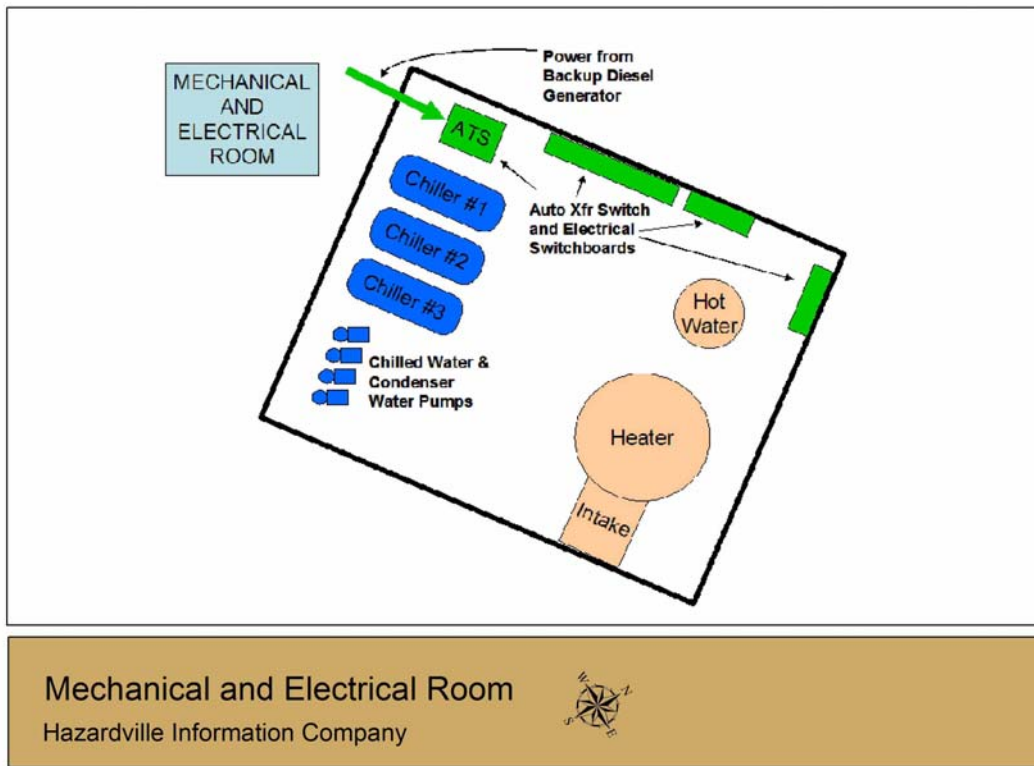 MECHANICAL
AND
ELECTRICAL
ROOM
Power from
Backup Diesel
Generator
ATS
Chiller #1
Chiller #2
Chiller #3
Auto Xfr Switch
and Electrical
Switchboards
Hot
Water
Chilled Water &
Condenser
Water Pumps
Heater
Intake
Mechanical and Electrical Room
Hazardville Information Company
W
N
S
E